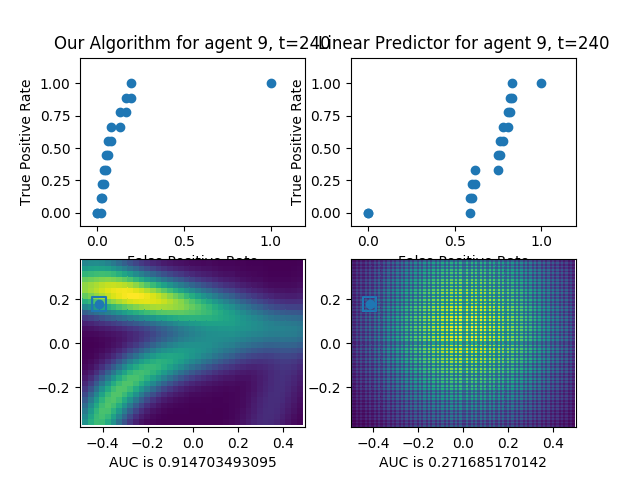 Our Algorithm for agent 9, t=240
Linear Predictor for agent 9, t=240
True Positive Rate
1.00
0.75
0.50
0.25
0.00
0.0 0.5 1.0
False Positive Rate
True Positive Rate
1.00
0.75
0.50
0.25
0.00
0.0 0.5 1.0
False Positive Rate
0.2
0.0
−0.2
−0.4 −0.2 0.0 0.2 0.4
AUC is 0.914703493095
0.2
0.0
−0.2
−0.4 −0.2 0.0 0.2 0.4
AUC is 0.271685170142